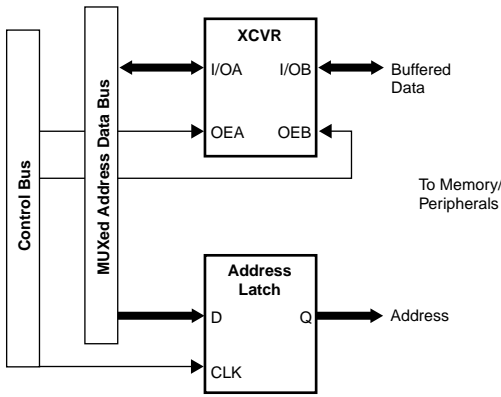 XCVR
I/OA
I/OB
Buffered
Data
OEA
OEB
Control Bus
MUXed Address Data Bus
To Memory/
Peripherals
Address
Latch
D
Q
Address
CLK